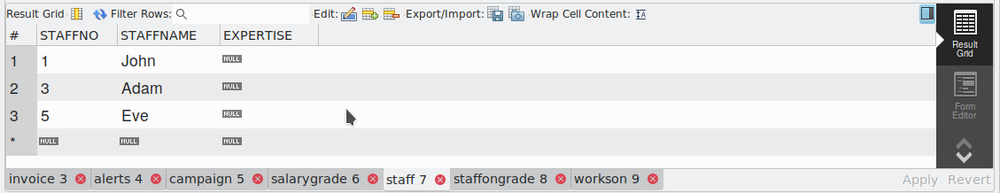 Result Grid Filter Rows: Edit: Export/Import: Wrap Cell Content: IA
# STAFFNO STAFFNAME EXPERTISE
1 1 John NULL
2 3 Adam NULL
3 5 Eve NULL
* NULL NULL NULL
Result
Grid
Form
Editor
invoice 3 alerts 4 campaign 5 salarygrade 6 staff 7 staffongrade 8 workson 9 Apply Revert